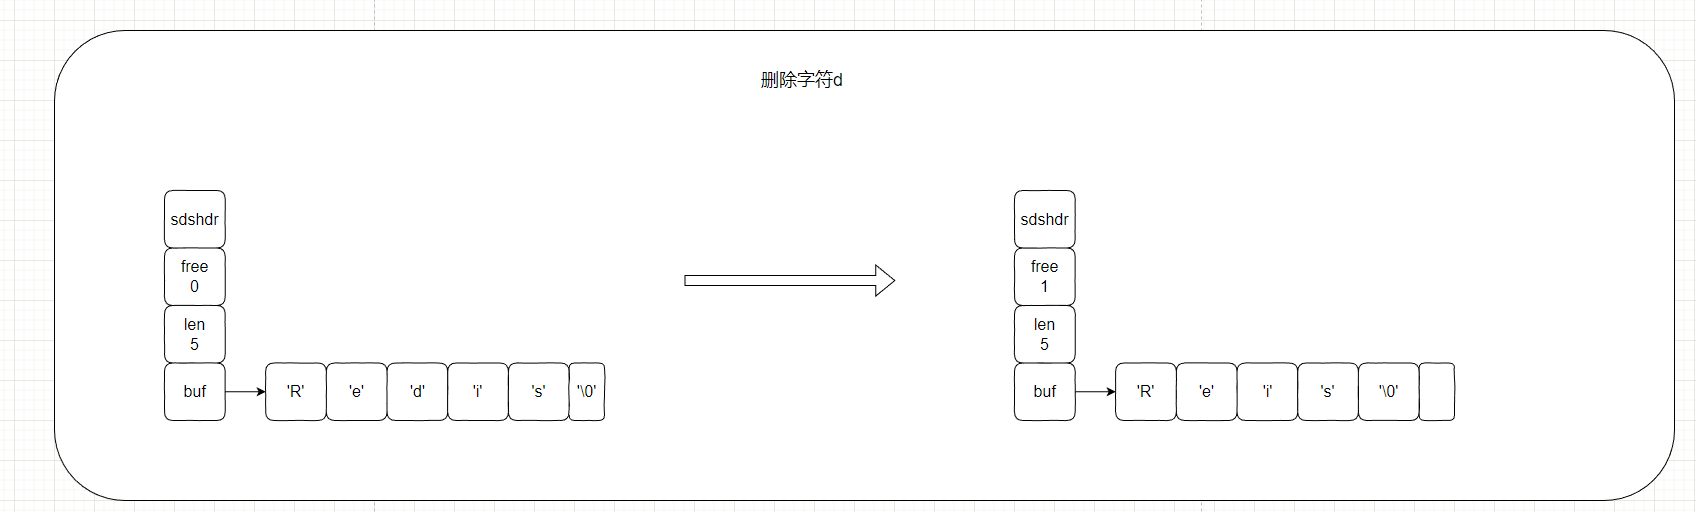 删除字符d
sdshdr
free
0
len
5
buf
'R' 'e' 'd' 'i' 's' '\0'
sdshdr
free
1
len
5
buf
'R' 'e' 'i' 's' '\0'